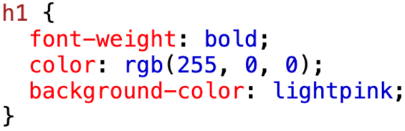 h1 {
  font-weight: bold;
  color: rgb(255, 0, 0);
  background-color: lightpink;
}